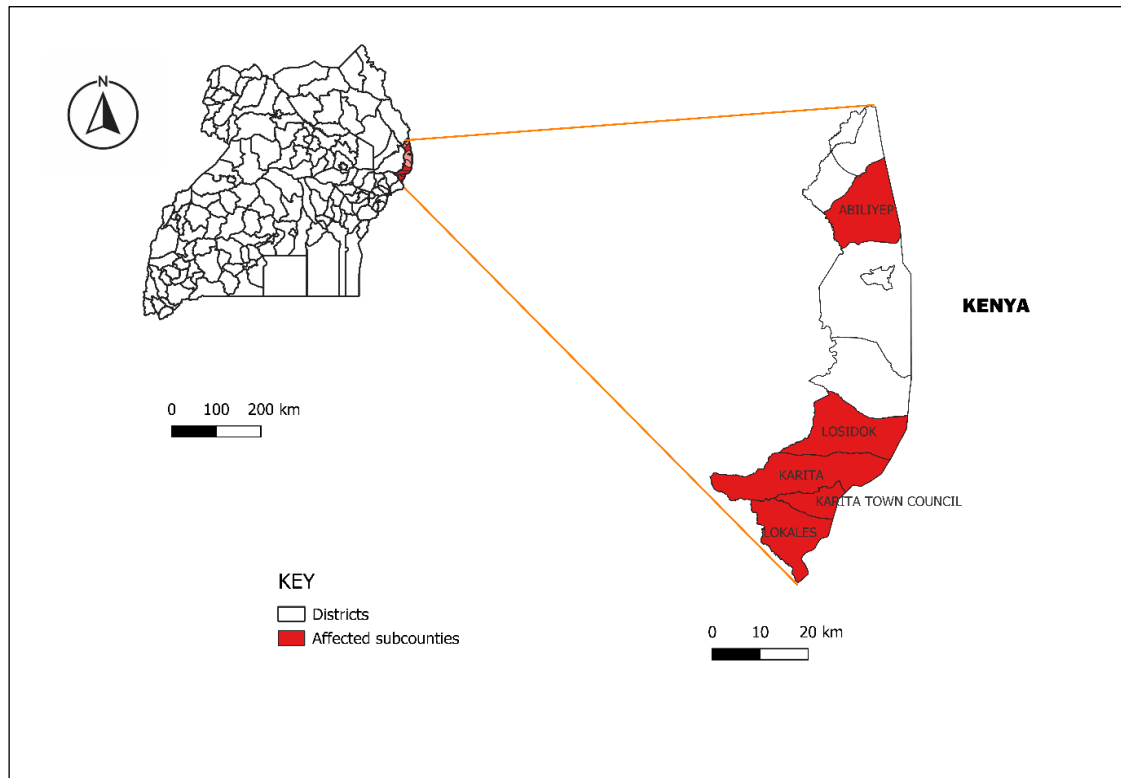 N
ABILIYEP
KENYA
0 100 200 km
LOSIDOK
KARITA
KARITA TOWN COUNCIL
LOKALES
KEY
Districts
Affected subcounties
0 10 20 km